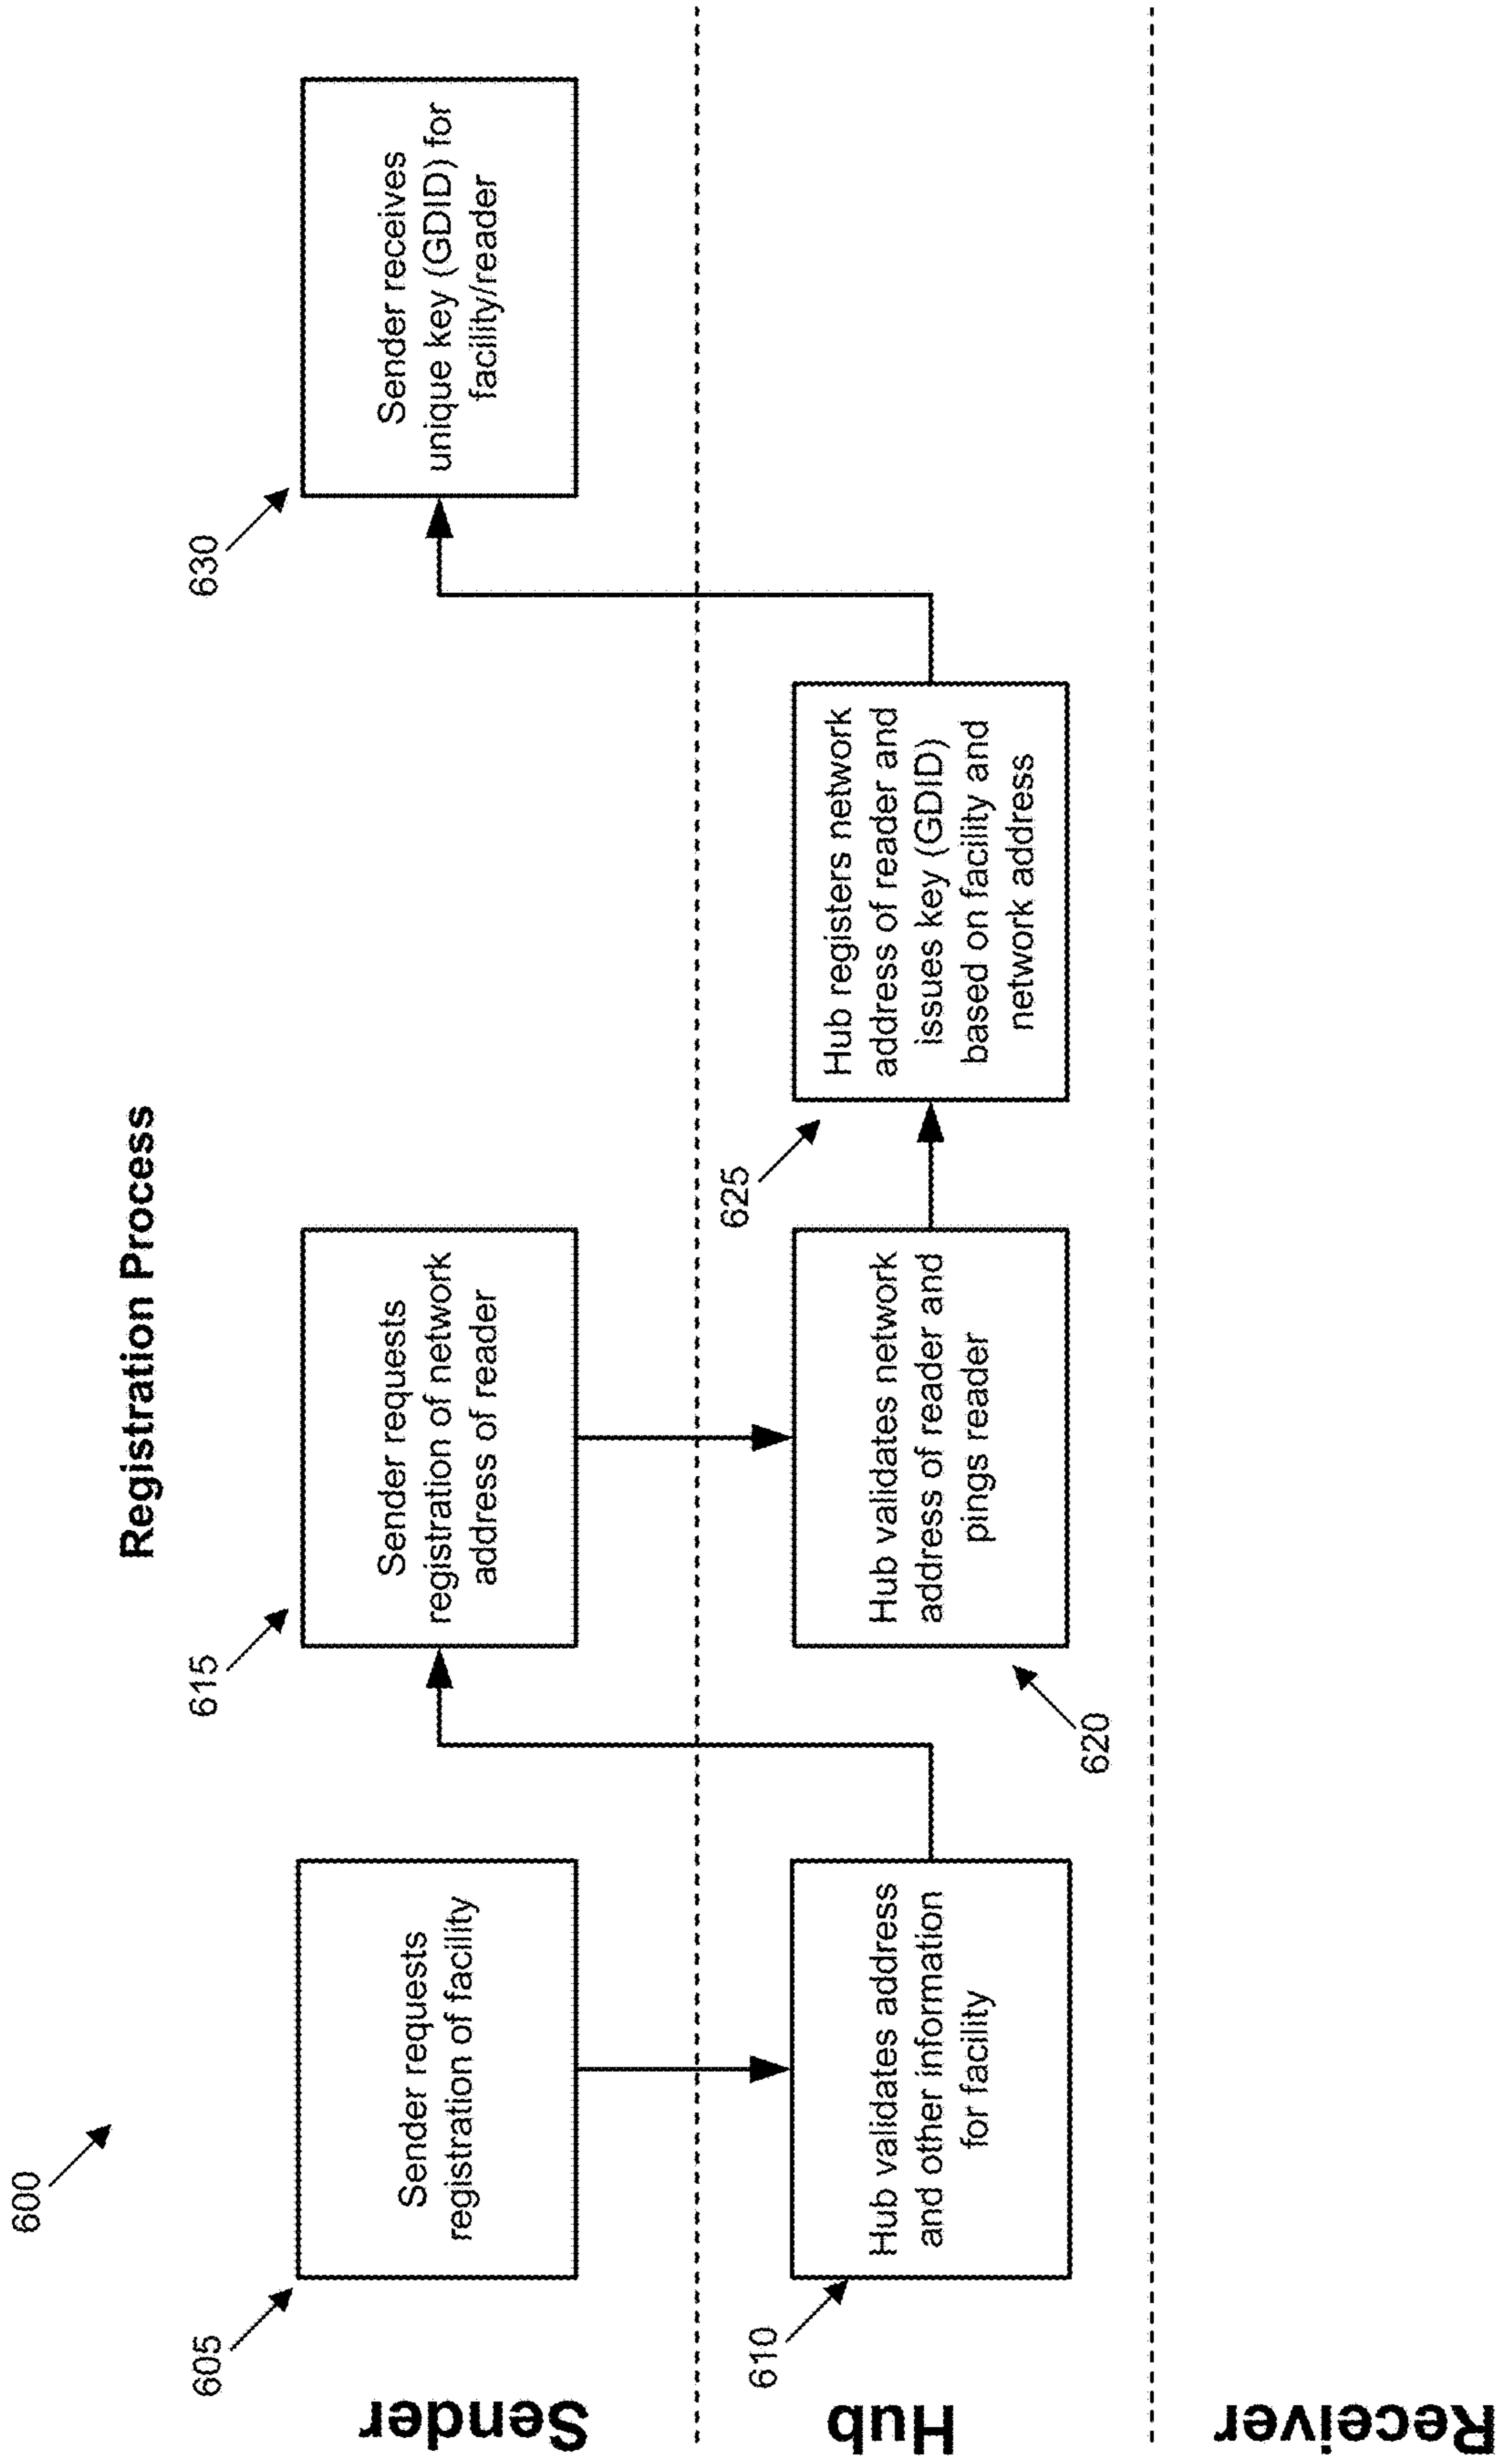 600
Registration Process
Sender
605
Sender requests
registration of facility
615
Sender requests
registration of network
address of reader
630
Sender receives
unique key (GDID) for
facility/reader
Hub
610
Hub validates address
and other information
for facility
620
Hub validates network
address of reader and
pings reader
625
Hub registers network
address of reader and
issues key (GDID)
based on facility and
network address
Receiver